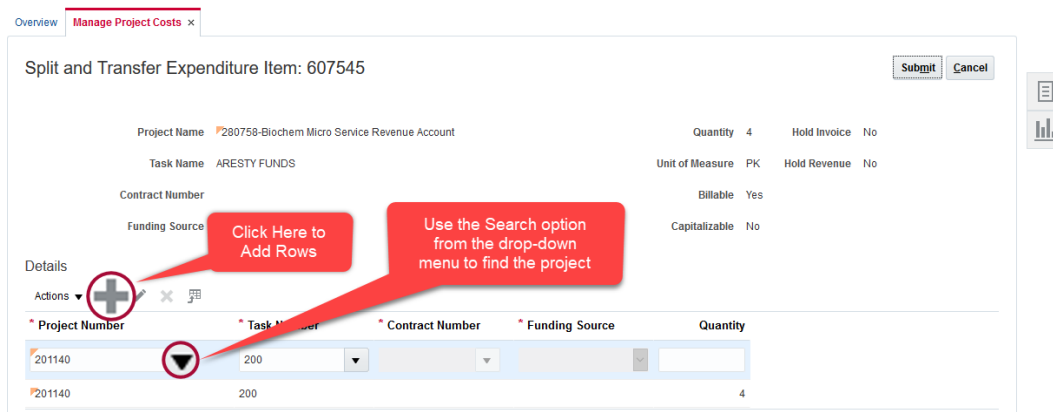 Overview Manage Project Costs ×
Split and Transfer Expenditure Item: 607545 Submit Cancel
Project Name 280758-Biochem Micro Service Revenue Account Quantity 4 Hold Invoice No
Task Name ARESTY FUNDS Unit of Measure PK Hold Revenue No
Contract Number Billable Yes
Funding Source Capitalizable No
Click Here to
Add Rows
Use the Search option
from the drop-down
menu to find the project
Details
Actions
* Project Number * Task Number * Contract Number * Funding Source Quantity
201140 200
201140 200 4